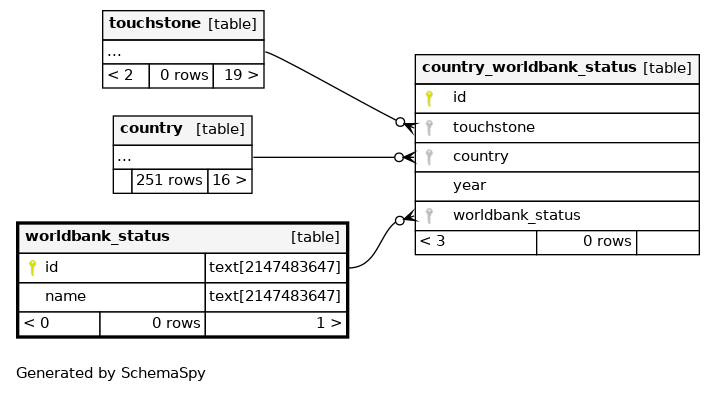 touchstone [table]
...
< 2 0 rows 19 >
country [table]
...
251 rows 16 >
worldbank_status [table]
id text[2147483647]
name text[2147483647]
< 0 0 rows 1 >
country_worldbank_status [table]
id
touchstone
country
year
worldbank_status
< 3 0 rows
Generated by SchemaSpy